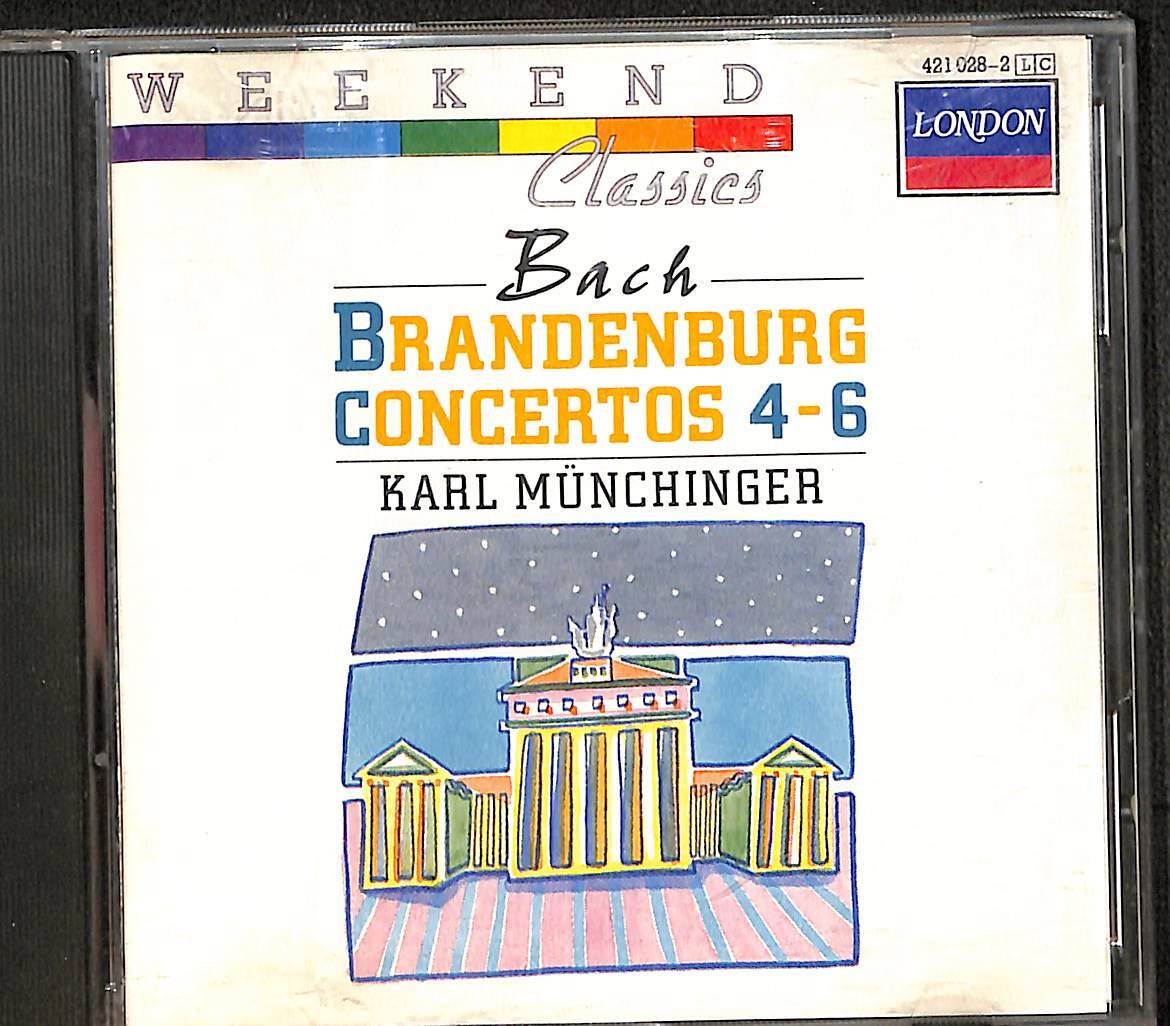 WEEKEND
Classics
421 028-2 LC
LONDON
Bach
BRANDENBURG
CONCERTOS 4-6
KARL MÜNCHINGER